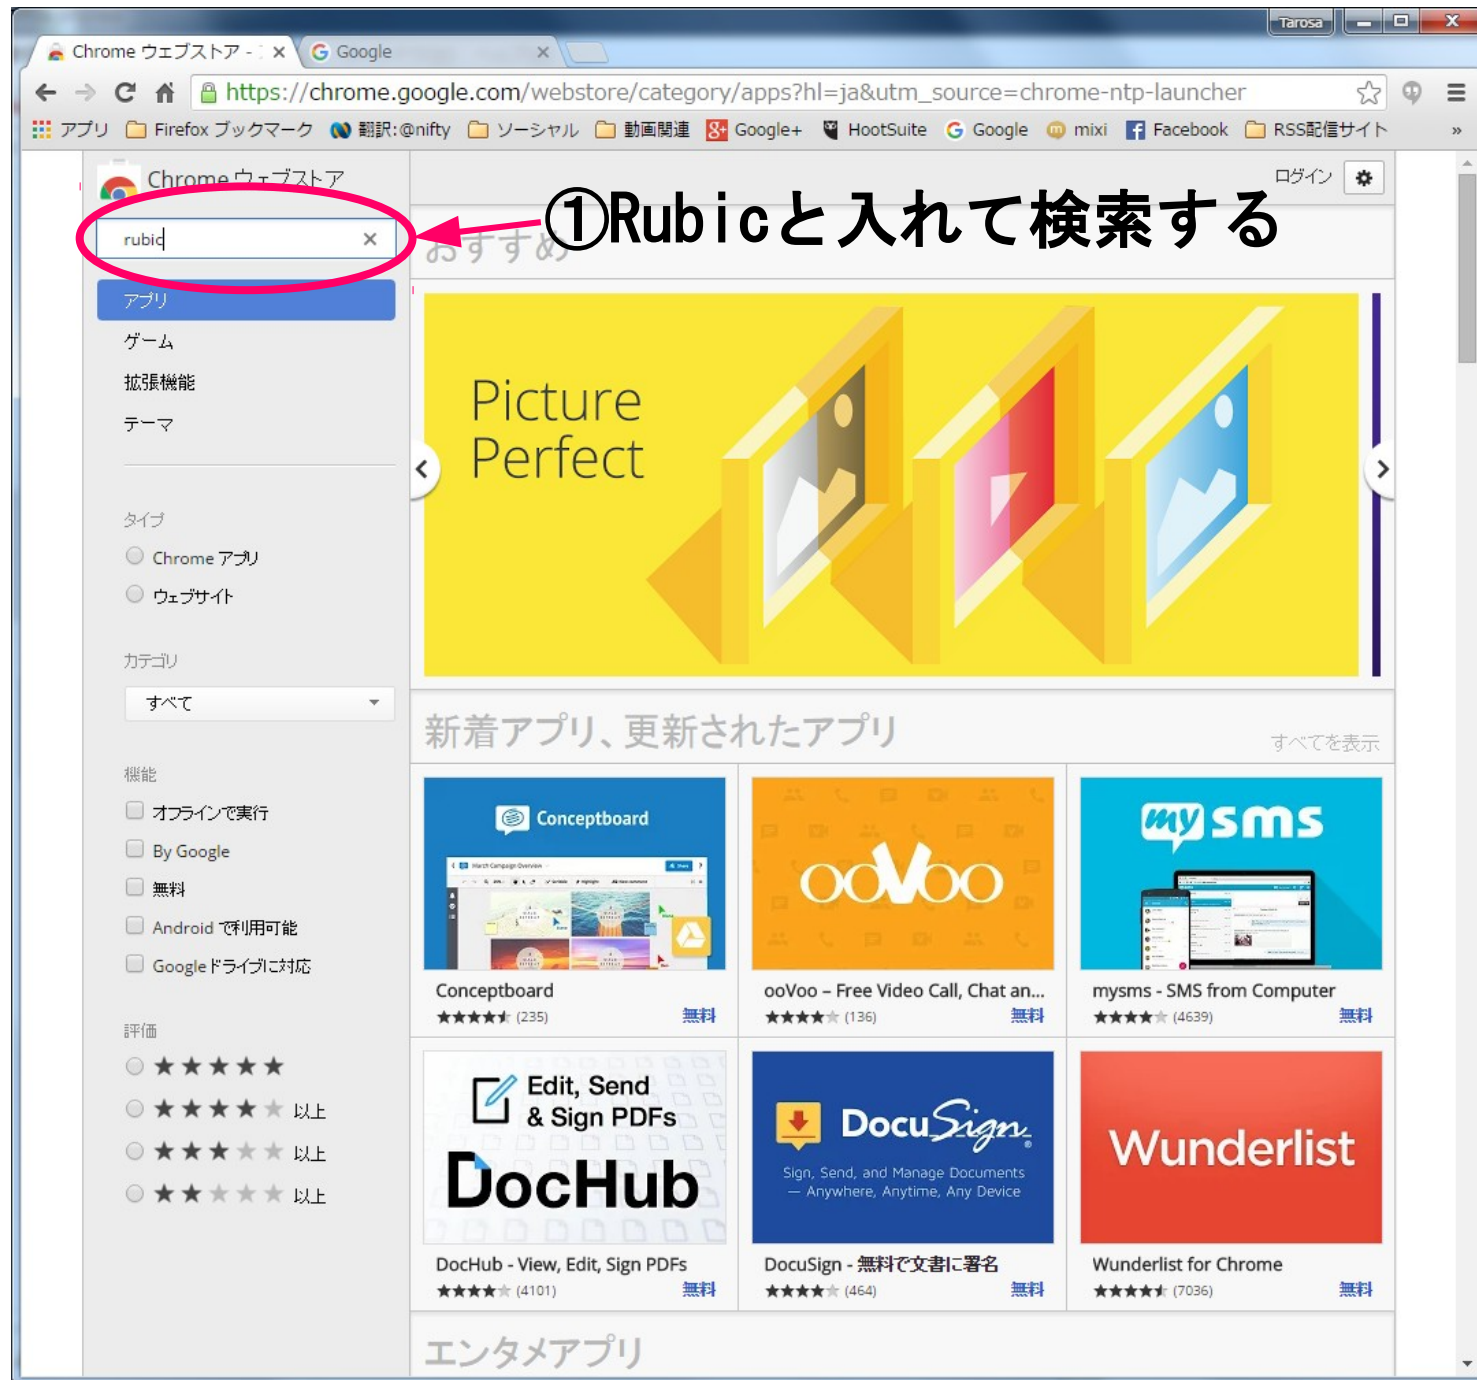 Tarosa
Chrome ウェブストア -
Google
https://chrome.google.com/webstore/category/apps?hl=ja&utm_source=chrome-ntp-launcher
アプリ Firefox ブックマーク 翻訳:@nifty ソーシャル 動画関連 Google+ HootSuite Google mixi Facebook RSS配信サイト »
Chrome ウェブストア
ログイン
rubic
①Rubicと入れて検索する
おすすめ
アプリ
ゲーム
拡張機能
テーマ
タイプ
Chrome アプリ
ウェブサイト
カテゴリ
すべて
機能
オフラインで実行
By Google
無料
Android で利用可能
Google ドライブに対応
評価
★★★★★
★★★★★ 以上
★★★★★ 以上
★★★★★ 以上
Picture
Perfect
新着アプリ、更新されたアプリ
すべてを表示
Conceptboard
March Campaign Overview
Share
Conceptboard
★★★★★ (235) 無料
ooVoo
ooVoo – Free Video Call, Chat an...
★★★★☆ (136) 無料
my sms
mysms - SMS from Computer
★★★★☆ (4639) 無料
Edit, Send
& Sign PDFs
DocHub
DocHub - View, Edit, Sign PDFs
★★★★☆ (4101) 無料
DocuSign®
Sign, Send, and Manage Documents
— Anywhere, Anytime, Any Device
DocuSign - 無料で文書に署名
★★★★☆ (464) 無料
Wunderlist
Wunderlist for Chrome
★★★★★ (7036) 無料
エンタメアプリ